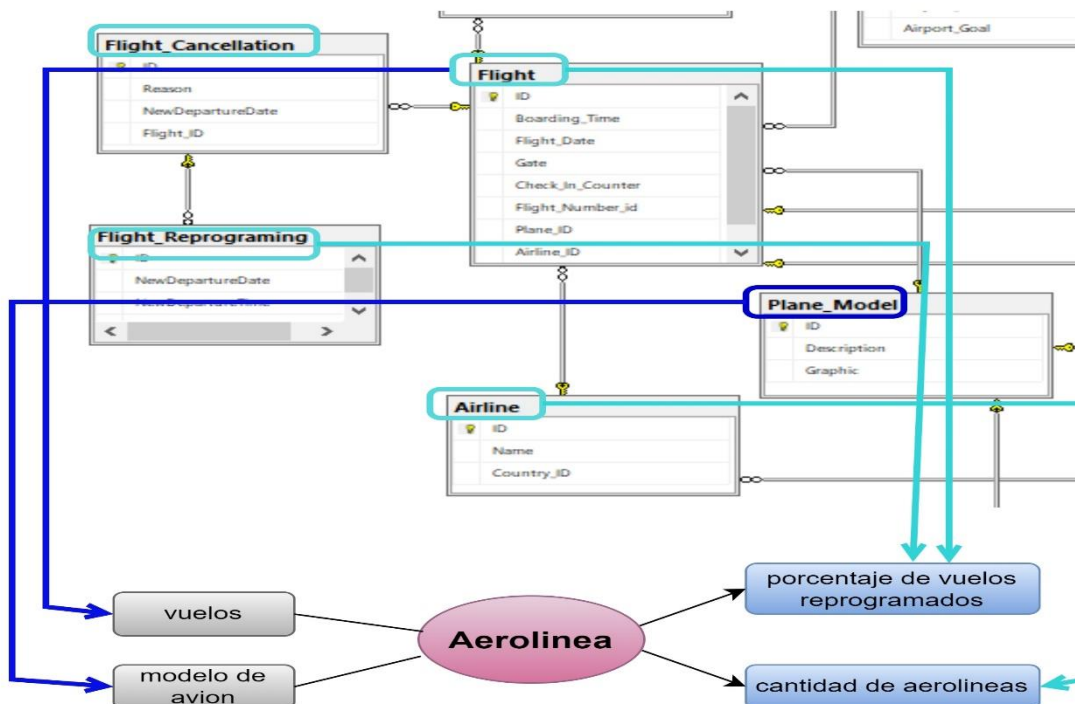 Airport_Goal
Flight_Cancellation
ID
Reason
NewDepartureDate
Flight_ID
Flight
ID
Boarding_Time
Flight_Date
Gate
Check_In_Counter
Flight_Number_id
Plane_ID
Airline_ID
Flight_Reprograming
ID
NewDepartureDate
NewDepartureTime
Plane_Model
ID
Description
Graphic
Airline
ID
Name
Country_ID
vuelos
modelo de
avion
Aerolinea
porcentaje de vuelos
reprogramados
cantidad de aerolineas